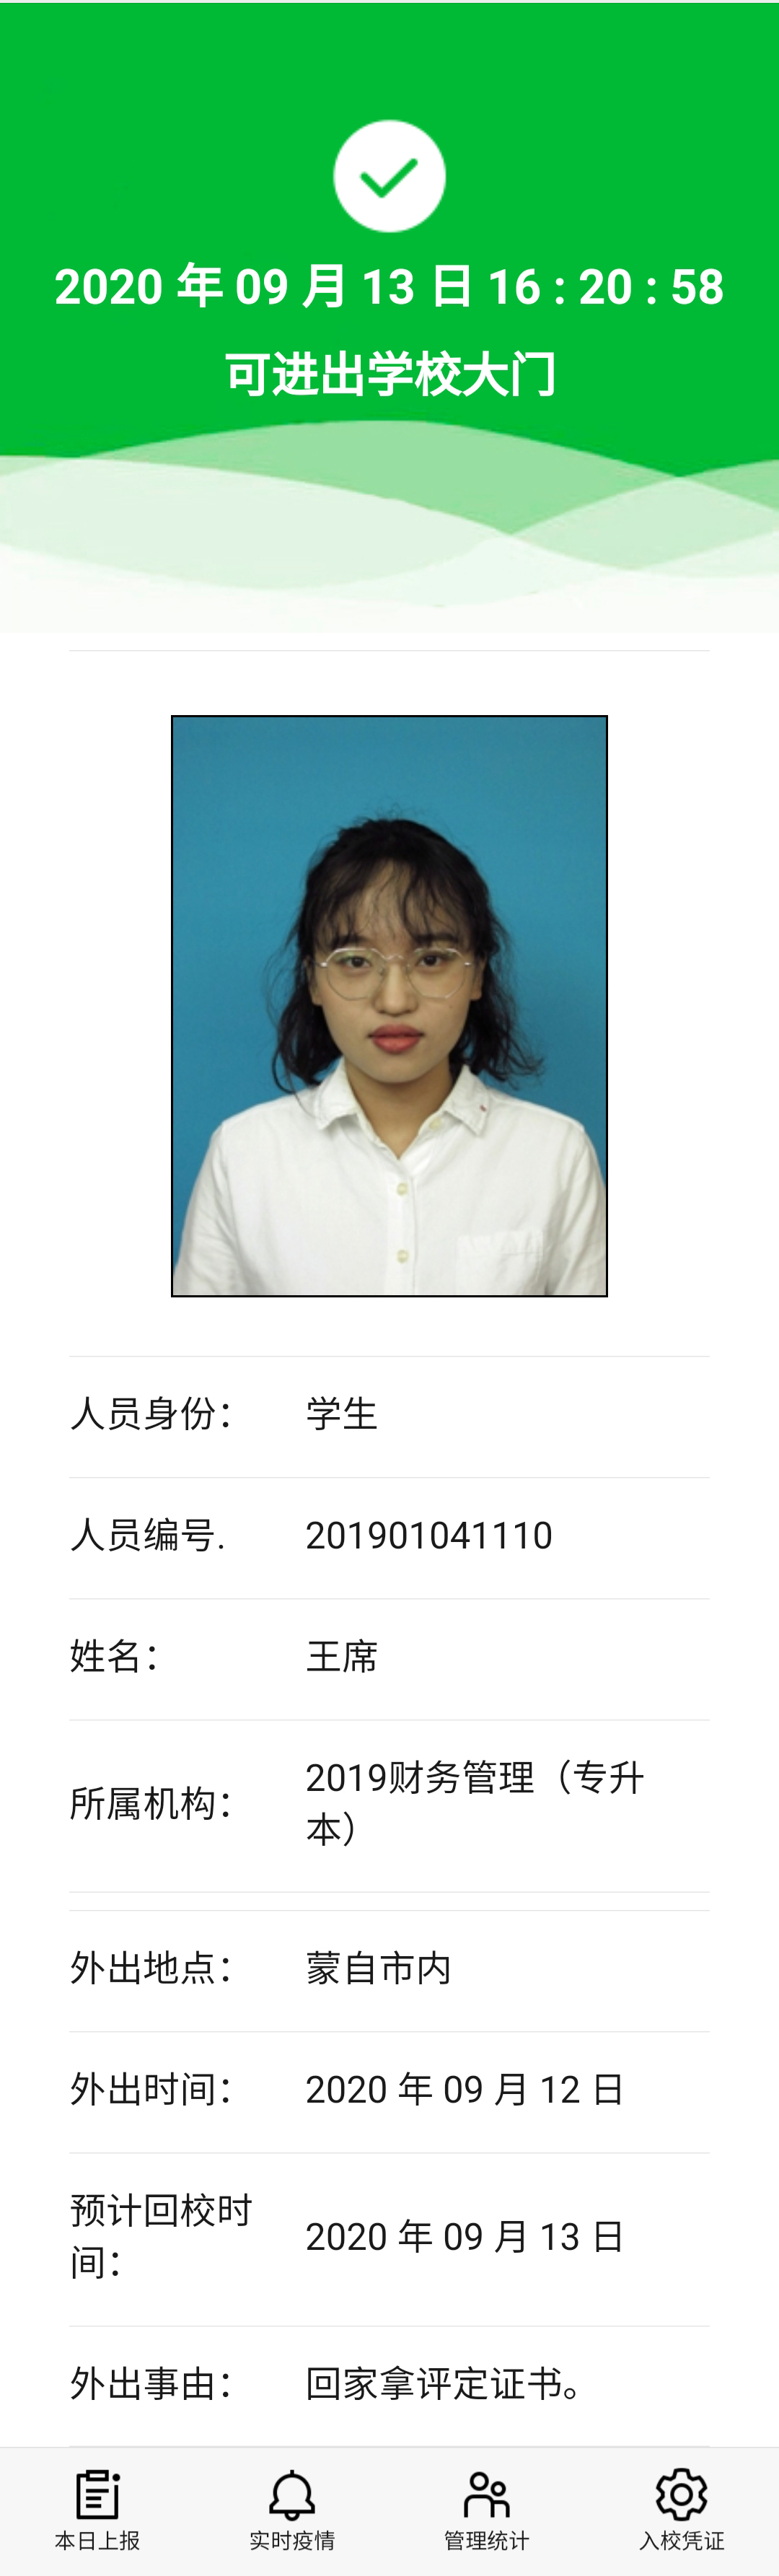 2020 年 09 月 13 日 16 : 20 : 58
可进出学校大门
人员身份： 学生
人员编号. 201901041110
姓名： 王席
所属机构： 2019财务管理（专升
本）
外出地点： 蒙自市内
外出时间： 2020 年 09 月 12 日
预计回校时
间： 2020 年 09 月 13 日
外出事由： 回家拿评定证书。
本日上报 实时疫情 管理统计 入校凭证